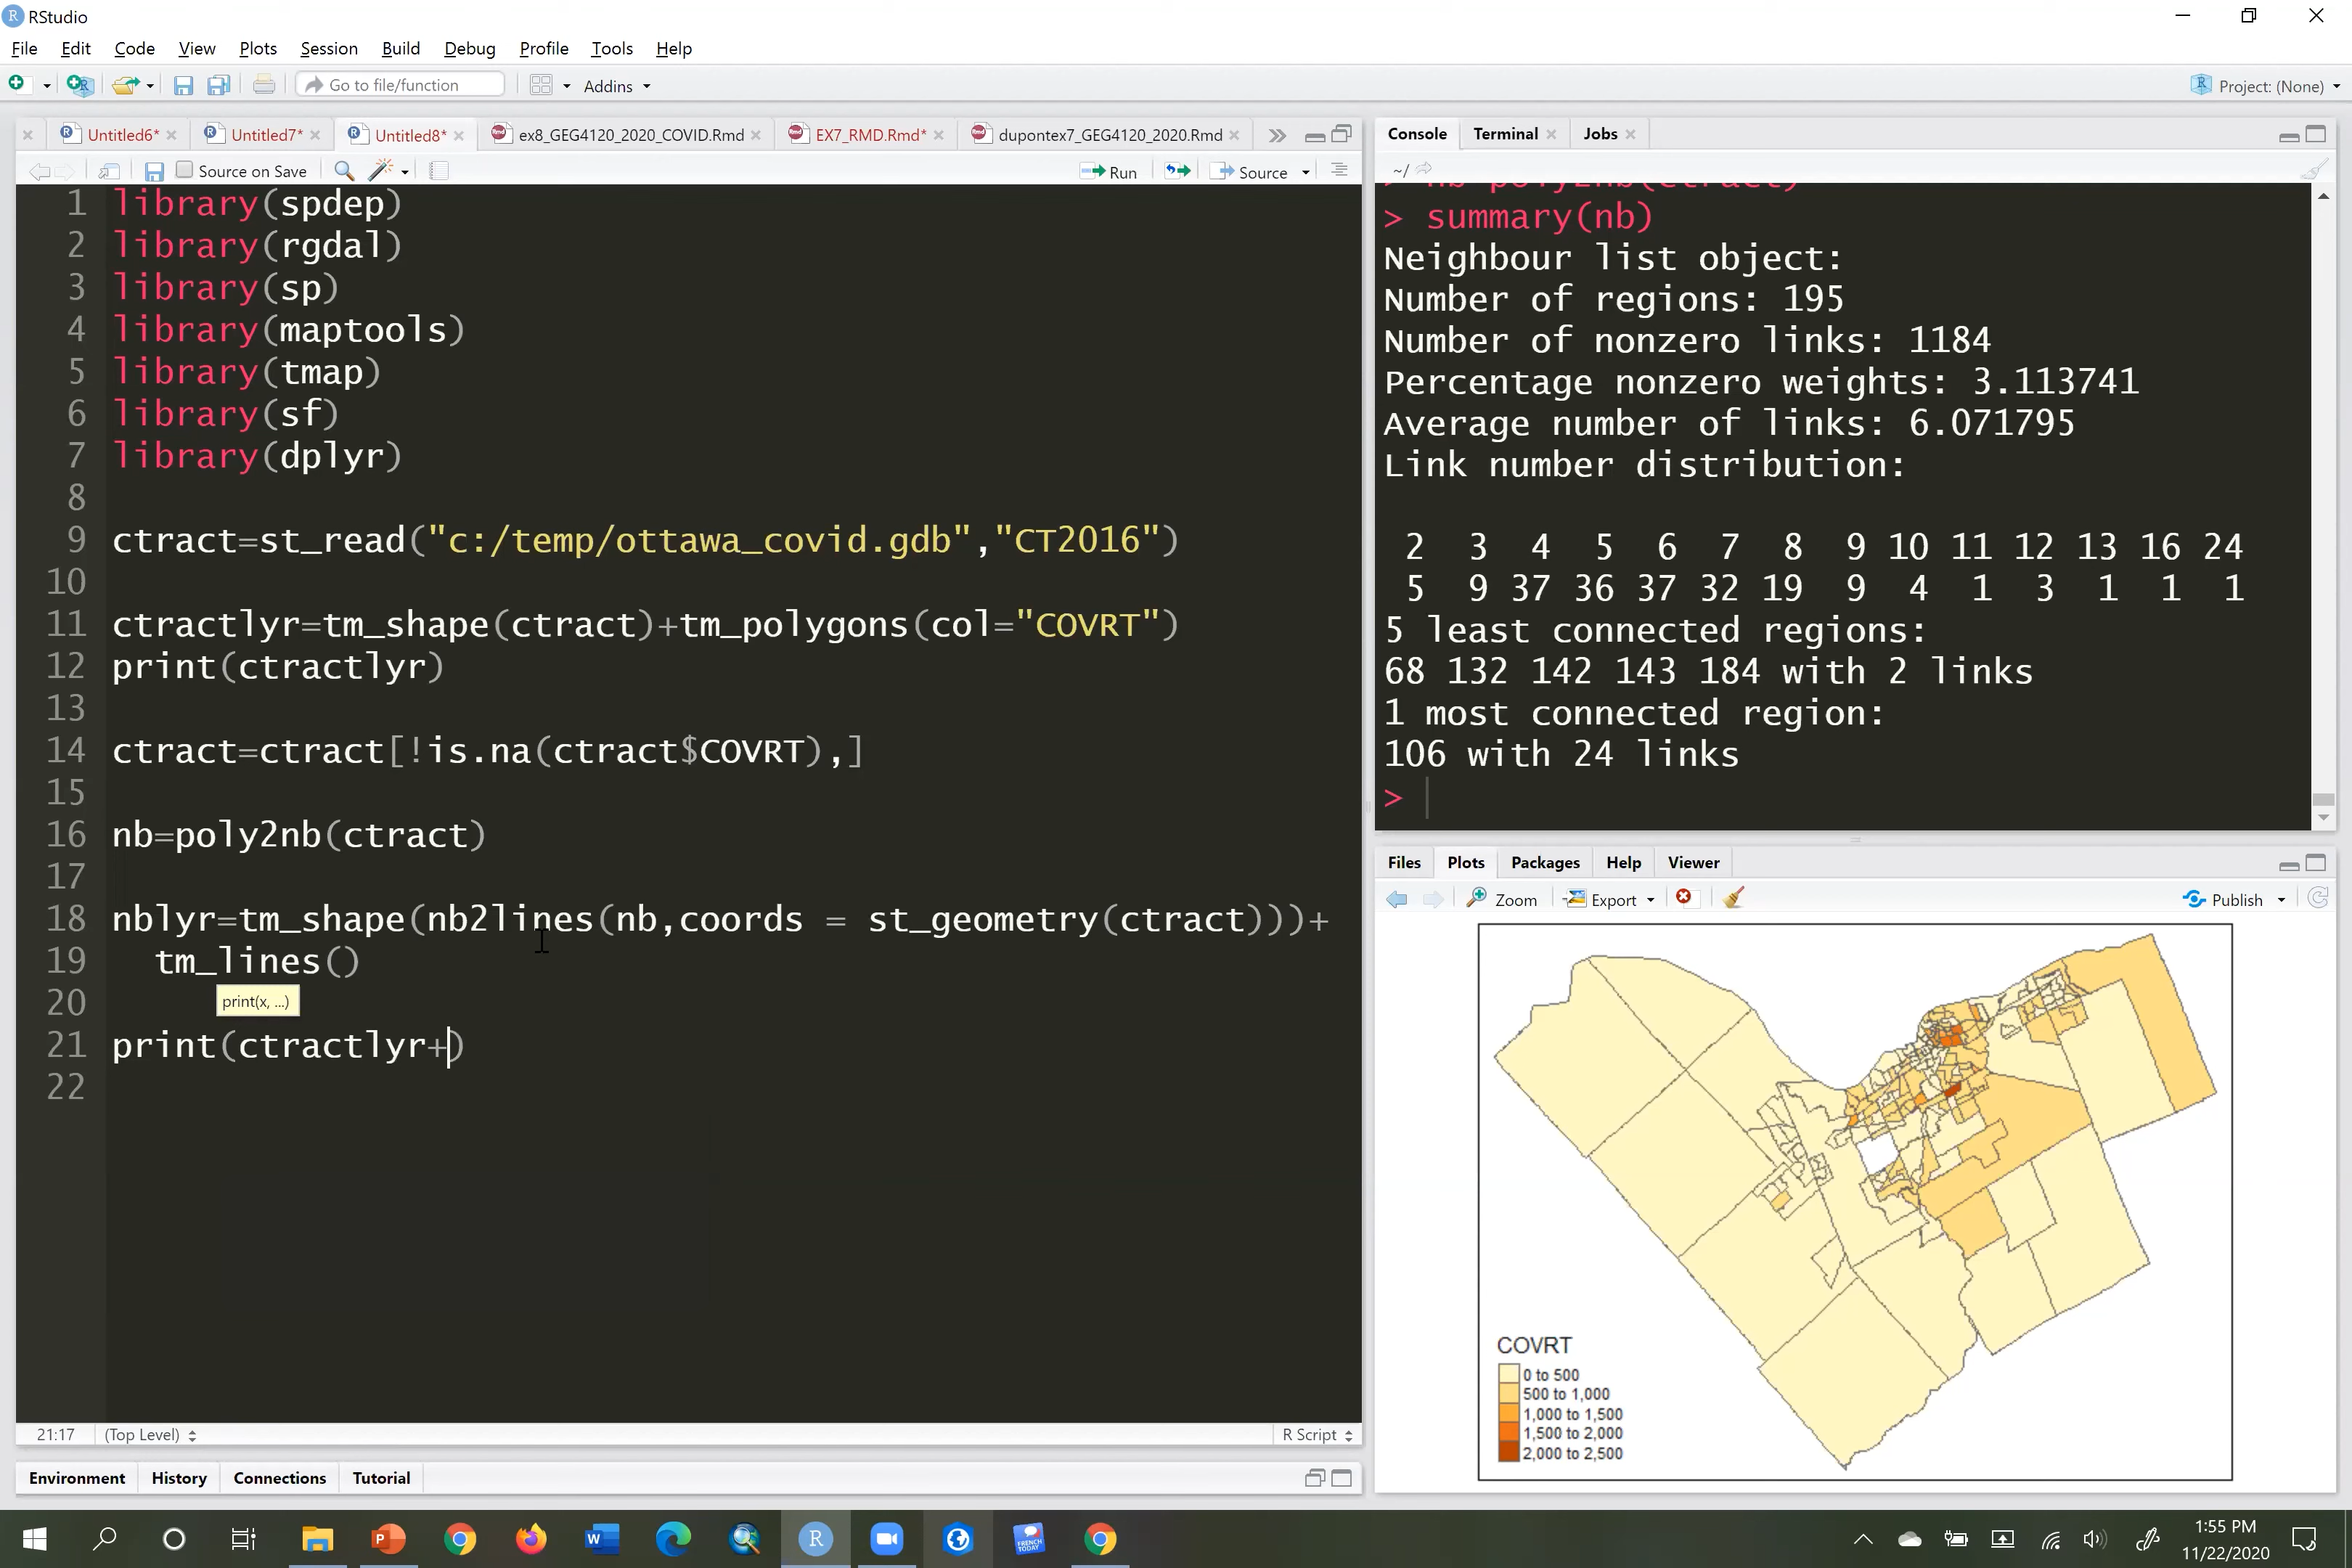 RStudio
File Edit Code View Plots Session Build Debug Profile Tools Help
Go to file/function Addins Project: (None)
Untitled6* Untitled7* Untitled8* ex8_GEG4120_2020_COVID.Rmd EX7_RMD.Rmd* dupontex7_GEG4120_2020.Rmd
Source on Save Run Source
1 library(spdep)
2 library(rgdal)
3 library(sp)
4 library(maptools)
5 library(tmap)
6 library(sf)
7 library(dplyr)
8
9 ctract=st_read("c:/temp/ottawa_covid.gdb","CT2016")
10
11 ctractlyr=tm_shape(ctract)+tm_polygons(col="COVRT")
12 print(ctractlyr)
13
14 ctract=ctract[!is.na(ctract$COVRT),]
15
16 nb=poly2nb(ctract)
17
18 nblyr=tm_shape(nb2lines(nb,coords = st_geometry(ctract)))+
19 tm_lines()
20 print(x, ...)
21 print(ctractlyr+)
22
21:17 (Top Level) R Script
Environment History Connections Tutorial
Console Terminal Jobs
~/
> nb=poly2nb(ctract)
> summary(nb)
Neighbour list object:
Number of regions: 195
Number of nonzero links: 1184
Percentage nonzero weights: 3.113741
Average number of links: 6.071795
Link number distribution:
2 3 4 5 6 7 8 9 10 11 12 13 16 24
5 9 37 36 37 32 19 9 4 1 3 1 1 1
5 least connected regions:
68 132 142 143 184 with 2 links
1 most connected region:
106 with 24 links
>
Files Plots Packages Help Viewer
Zoom Export Publish
COVRT
0 to 500
500 to 1,000
1,000 to 1,500
1,500 to 2,000
2,000 to 2,500
FRENCH TODAY
1:55 PM
11/22/2020